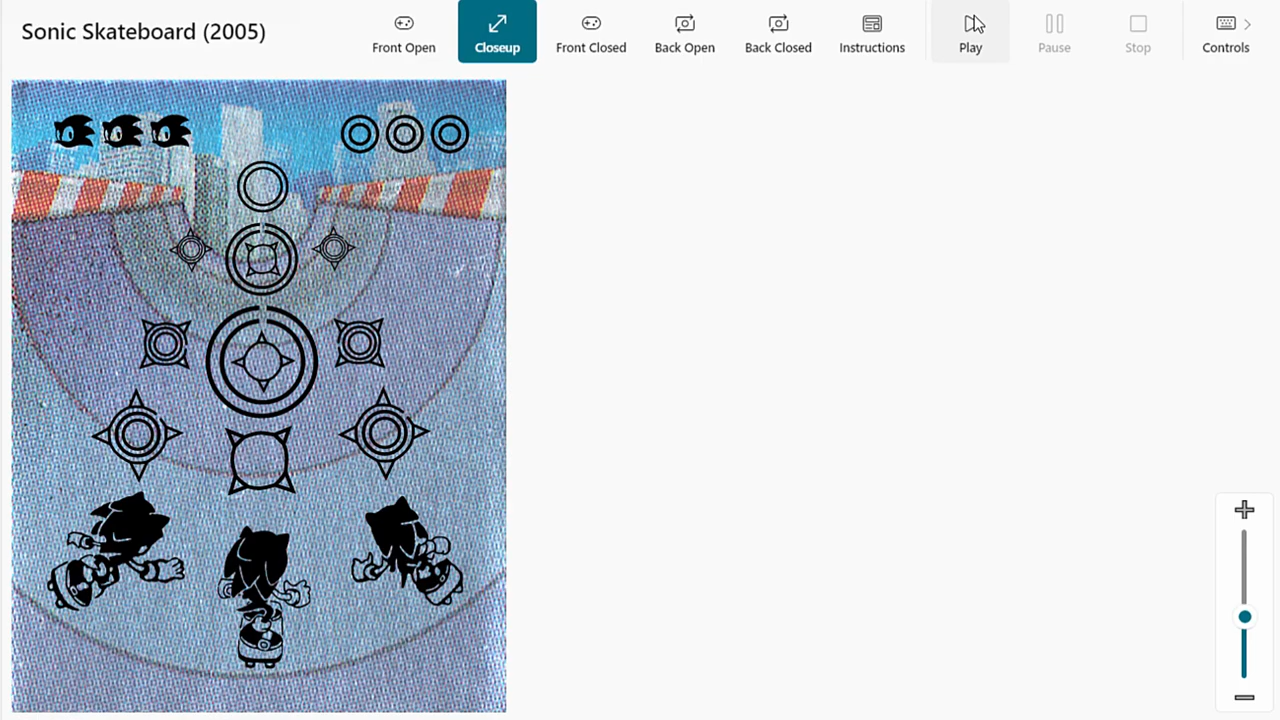 Sonic Skateboard (2005)
Front Open
Closeup
Front Closed
Back Open
Back Closed
Instructions
Play
Pause
Stop
Controls